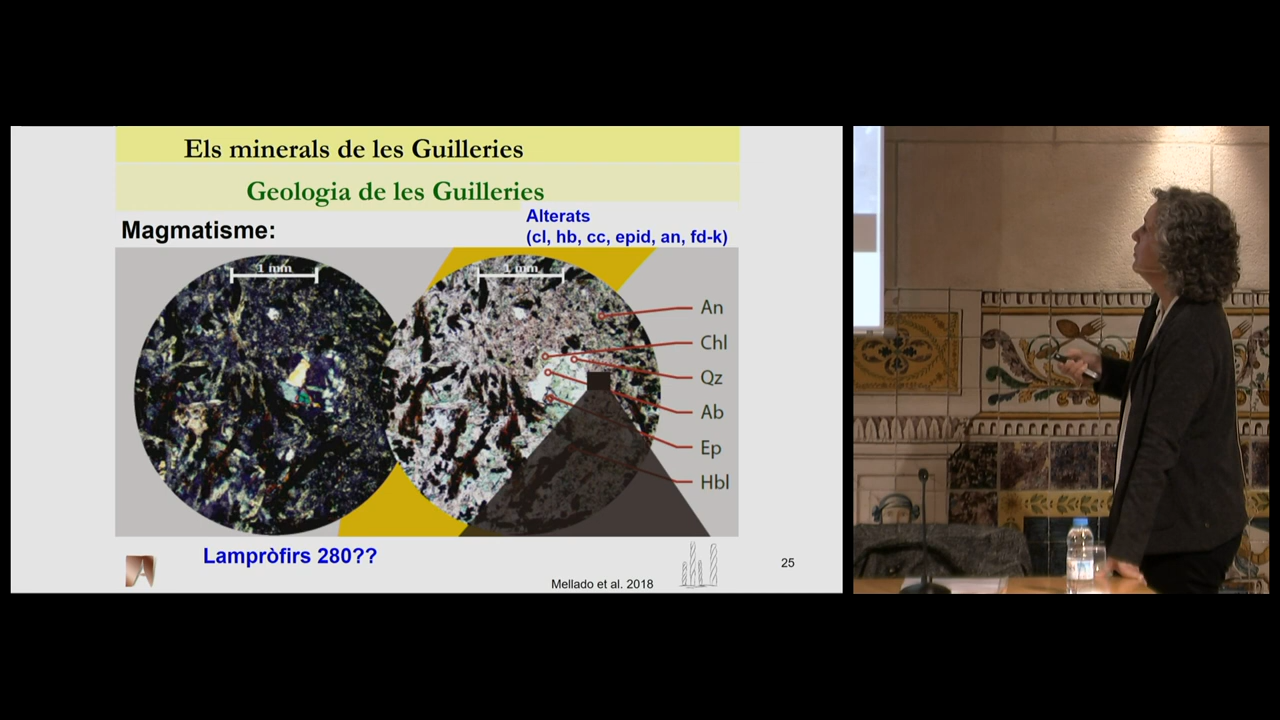 Els minerals de les Guilleries
Geologia de les Guilleries
Magmatisme:
Alterats
(cl, hb, cc, epid, an, fd-k)
1 mm
1 mm
An
Chl
Qz
Ab
Ep
Hbl
Lampròfirs 280??
Mellado et al. 2018
25